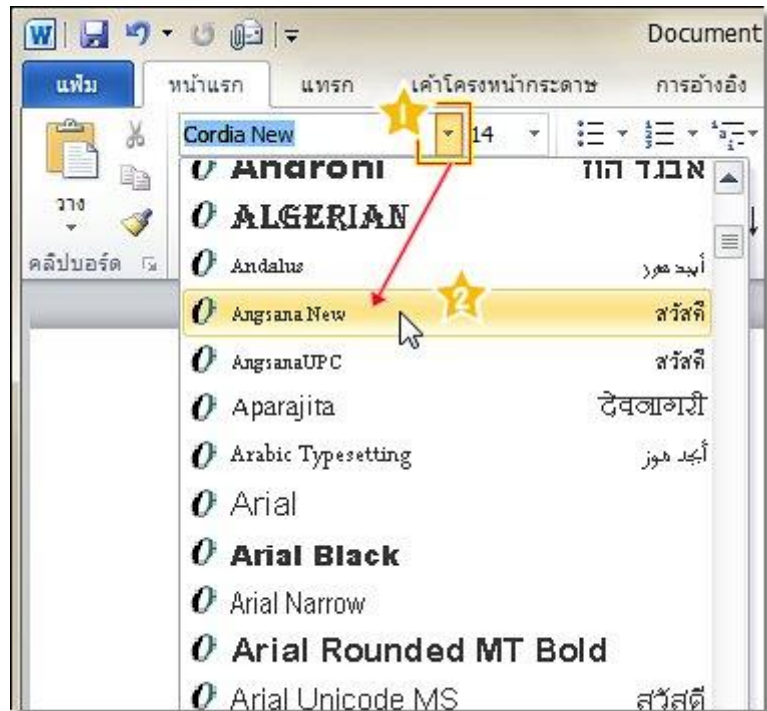 W Document
แฟ้ม หน้าแรก แทรก เค้าโครงหน้ากระดาษ การอ้างอิง
1
Cordia New 14
Androni אבגד הוז
วาง
ALGERIAN
คลิปบอร์ด
Andalus أبجد هوز
2
Angsana New สวัสดี
AngsanaUPC สวัสดี
Aparajita देवनागरी
Arabic Typesetting أبجد هوز
Arial
Arial Black
Arial Narrow
Arial Rounded MT Bold
Arial Unicode MS สวัสดี